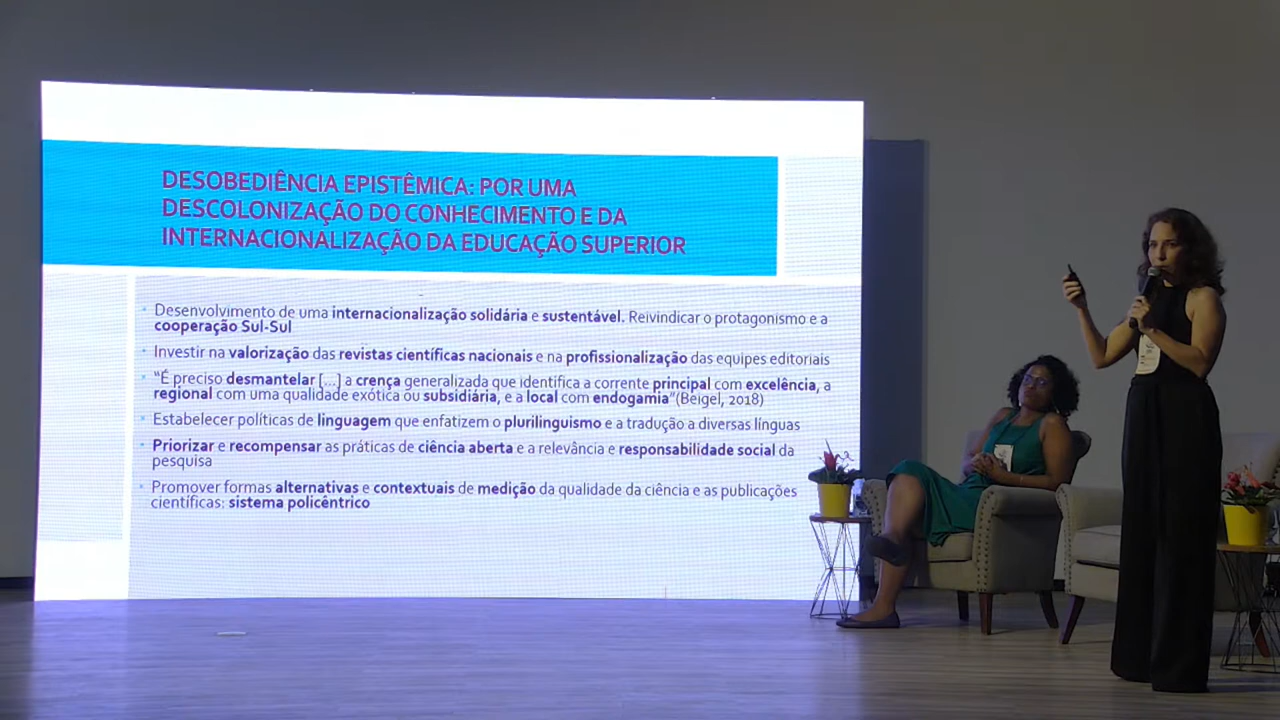 DESOBEDIÊNCIA EPISTÊMICA: POR UMA
DESCOLONIZAÇÃO DO CONHECIMENTO E DA
INTERNACIONALIZAÇÃO DA EDUCAÇÃO SUPERIOR
Desenvolvimento de uma internacionalização solidária e sustentável. Reivindicar o protagonismo e a
cooperação Sul-Sul
Investir na valorização das revistas científicas nacionais e na profissionalização das equipes editoriais
"É preciso desmantelar [...] a crença generalizada que identifica a corrente principal com excelência, a
regional com uma qualidade exótica ou subsidiária, e a local com endogamia"(Beigel, 2018)
Estabelecer políticas de linguagem que enfatizem o plurilinguismo e a tradução a diversas línguas
Priorizar e recompensar as práticas de ciência aberta e a relevância e responsabilidade social da
pesquisa
Promover formas alternativas e contextuais de medição da qualidade da ciência e as publicações
científicas: sistema policêntrico